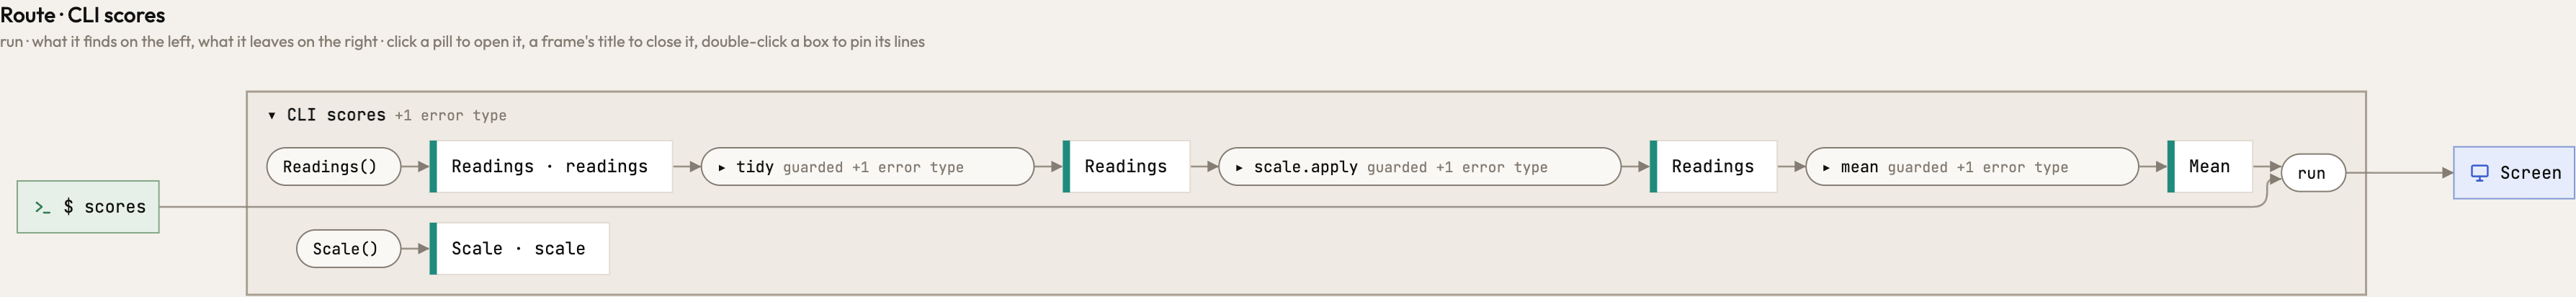 Route · CLI scores
run · what it finds on the left, what it leaves on the right · click a pill to open it, a frame's title to close it, double-click a box to pin its lines
▾ CLI scores +1 error type
Readings()
Readings · readings
▸ tidy guarded +1 error type
Readings
▸ scale.apply guarded +1 error type
Readings
▸ mean guarded +1 error type
Mean
run
Screen
>_ $ scores
Scale()
Scale · scale